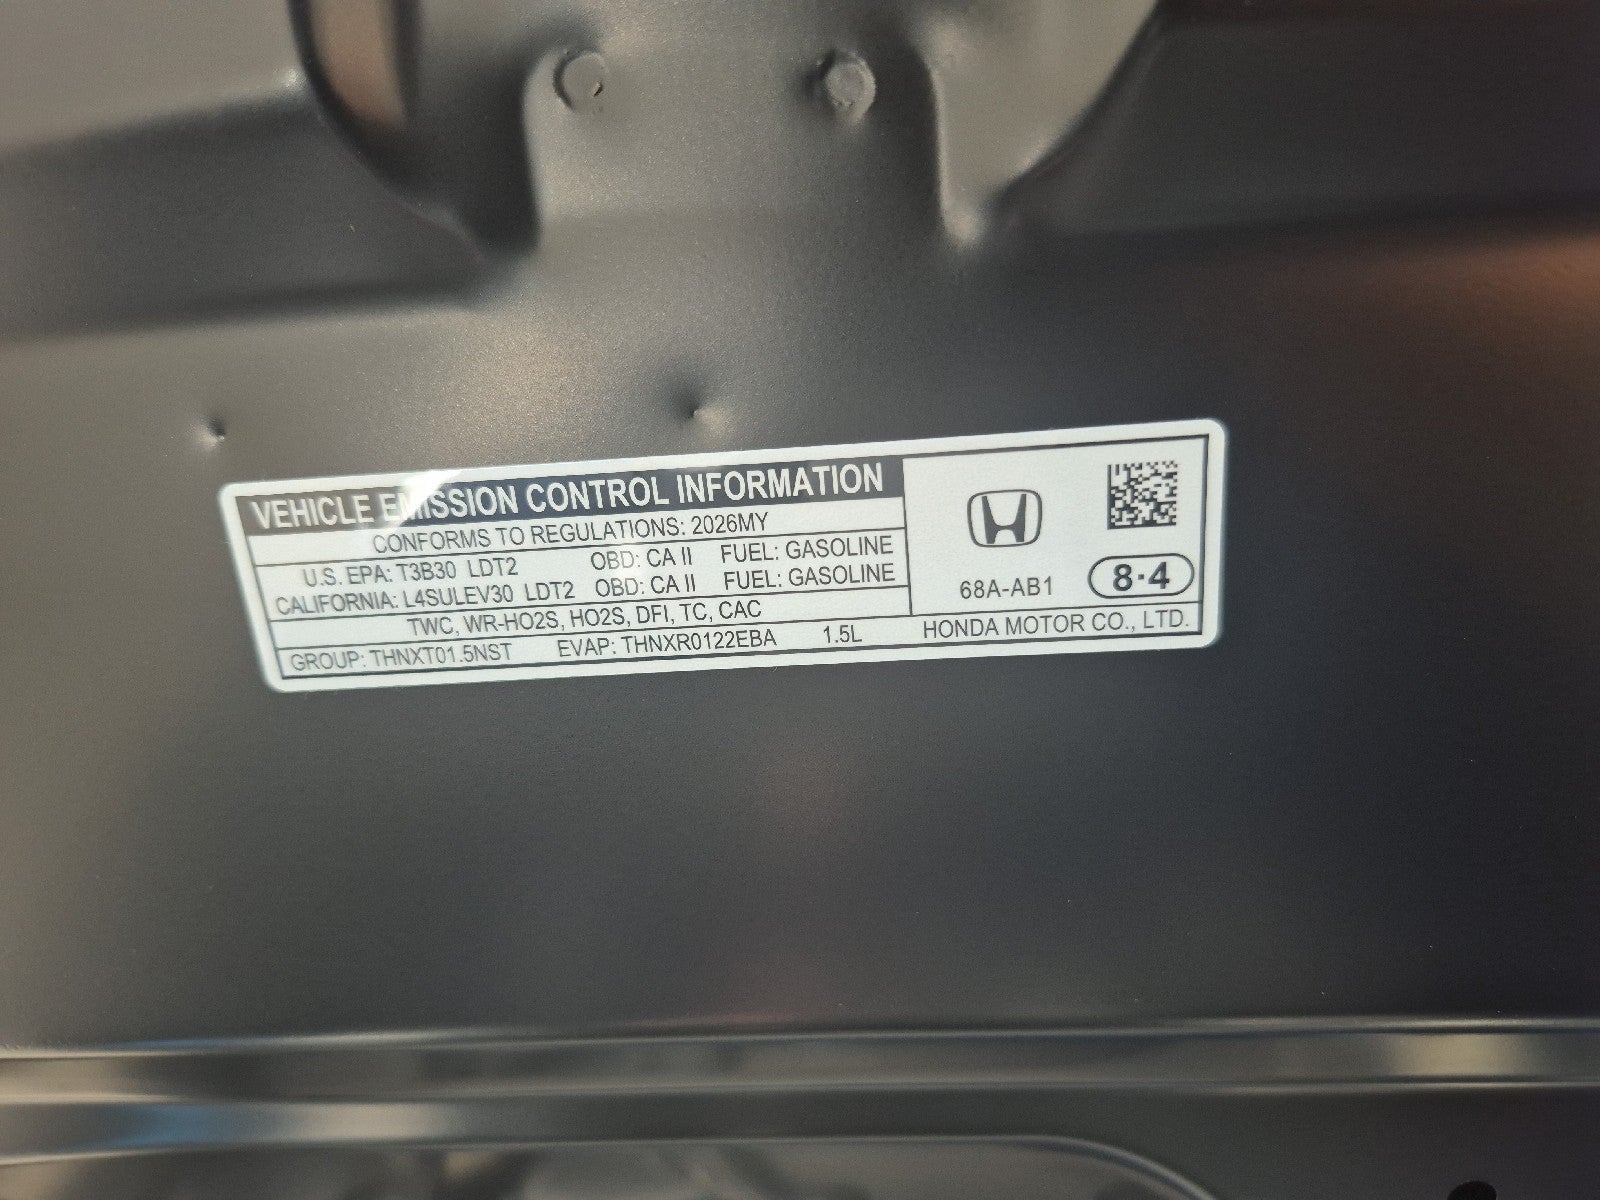 VEHICLE EMISSION CONTROL INFORMATION
CONFORMS TO REGULATIONS: 2026MY
U.S. EPA: T3B30 LDT2 OBD: CA II FUEL: GASOLINE
CALIFORNIA: L4SULEV30 LDT2 OBD: CA II FUEL: GASOLINE
TWC, WR-HO2S, HO2S, DFI, TC, CAC
GROUP: THNXT01.5NST EVAP: THNXR0122EBA 1.5L
68A-AB1 8·4
HONDA MOTOR CO., LTD.